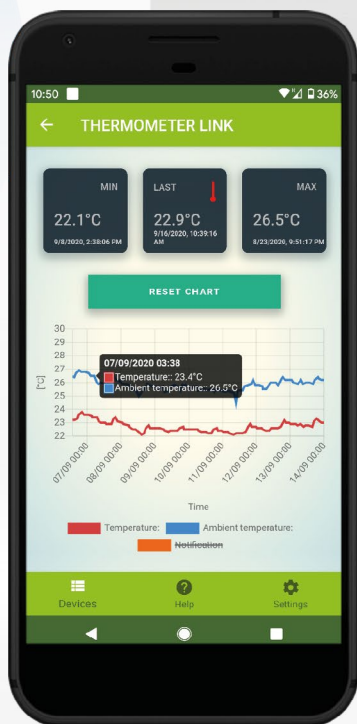 10:50 36%
THERMOMETER LINK
MIN
22.1°C
9/8/2020, 2:38:06 PM
LAST
22.9°C
9/16/2020, 10:39:16
AM
MAX
26.5°C
8/23/2020, 9:51:17 PM
RESET CHART
30
29
28
27
26
25
24
23
22
[°C]
07/09/2020 03:38
Temperature:: 23.4°C
Ambient temperature:: 26.5°C
07/09 00:00
08/09 00:00
09/09 00:00
10/09 00:00
11/09 00:00
12/09 00:00
13/09 00:00
14/09 00:00
Time
Temperature: Ambient temperature:
Notification
Devices Help Settings